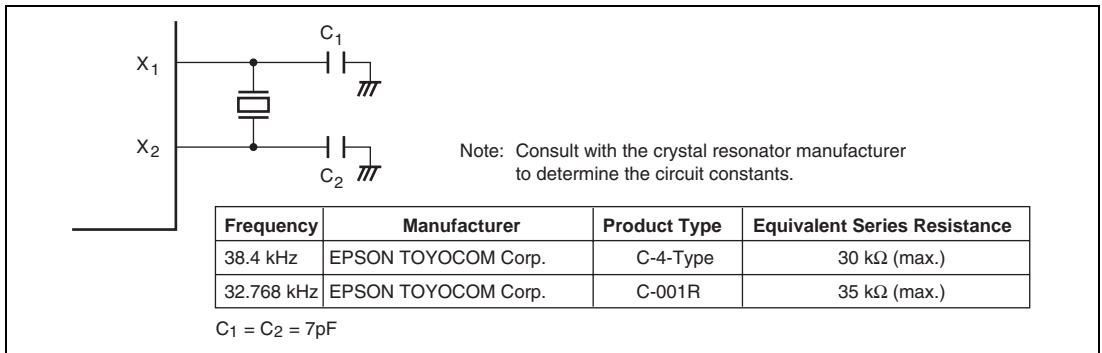 C1
X1
X2
C2
Note: Consult with the crystal resonator manufacturer
to determine the circuit constants.
Frequency Manufacturer Product Type Equivalent Series Resistance
38.4 kHz EPSON TOYOCOM Corp. C-4-Type 30 kΩ (max.)
32.768 kHz EPSON TOYOCOM Corp. C-001R 35 kΩ (max.)
C1 = C2 = 7pF